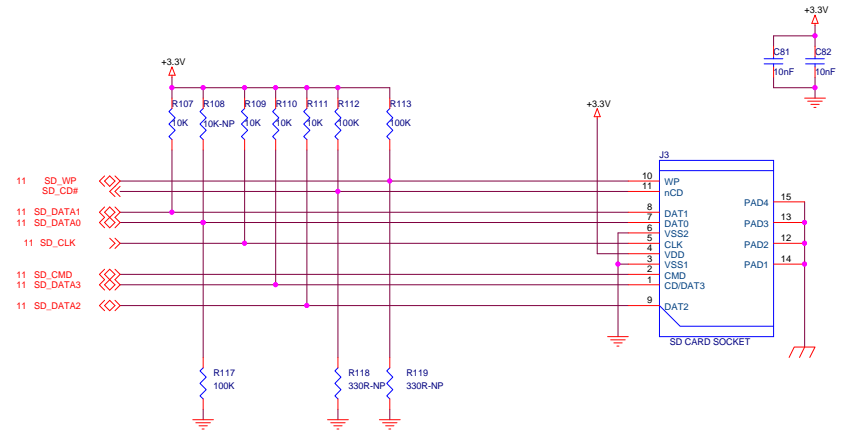 +3.3V
C81
C82
10nF
10nF
+3.3V
R107
R108
R109
R110
R111
R112
R113
10K
10K-NP
10K
10K
10K
100K
100K
+3.3V
J3
11 SD_WP
10
WP
SD_CD#
11
nCD
11 SD_DATA1
8
DAT1
11 SD_DATA0
7
DAT0
6
VSS2
11 SD_CLK
5
CLK
4
VDD
3
VSS1
11 SD_CMD
2
CMD
11 SD_DATA3
1
CD/DAT3
11 SD_DATA2
9
DAT2
PAD4
15
PAD3
13
PAD2
12
PAD1
14
SD CARD SOCKET
R117
100K
R118
330R-NP
R119
330R-NP